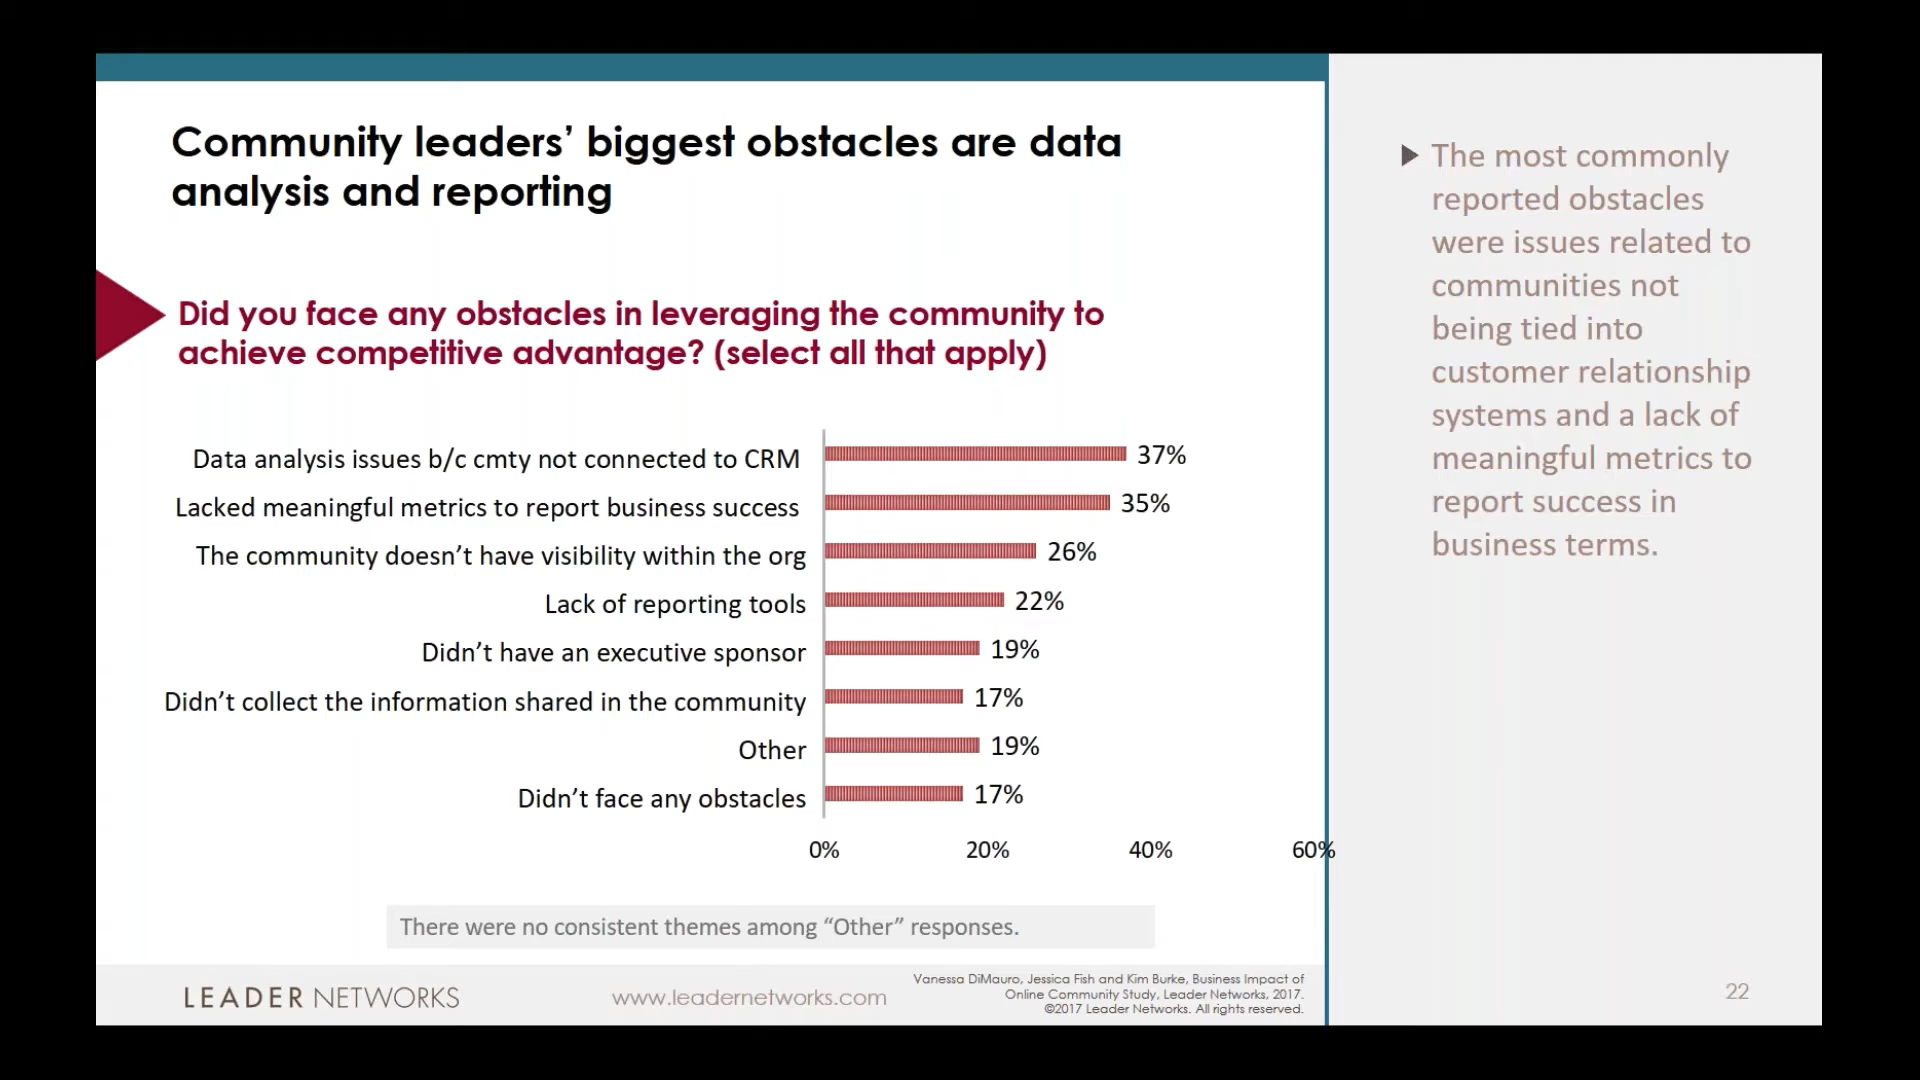 Community leaders’ biggest obstacles are data
analysis and reporting
Did you face any obstacles in leveraging the community to
achieve competitive advantage? (select all that apply)
Data analysis issues b/c cmty not connected to CRM 37%
Lacked meaningful metrics to report business success 35%
The community doesn’t have visibility within the org 26%
Lack of reporting tools 22%
Didn’t have an executive sponsor 19%
Didn’t collect the information shared in the community 17%
Other 19%
Didn’t face any obstacles 17%
0% 20% 40% 60%
There were no consistent themes among “Other” responses.
The most commonly
reported obstacles
were issues related to
communities not
being tied into
customer relationship
systems and a lack of
meaningful metrics to
report success in
business terms.
LEADER NETWORKS
www.leadernetworks.com
Vanessa DiMauro, Jessica Fish and Kim Burke, Business Impact of
Online Community Study, Leader Networks, 2017.
©2017 Leader Networks. All rights reserved.
22